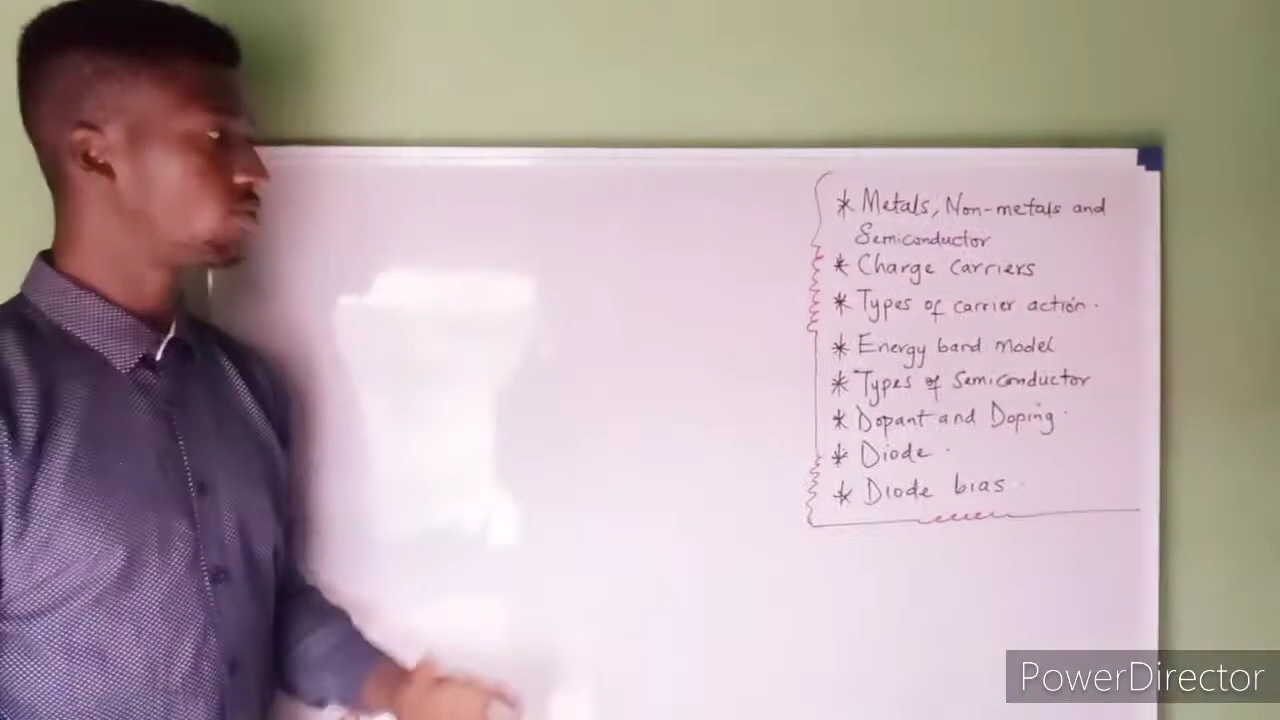 * Metals, Non-metals and
Semiconductor
* Charge carriers
* Types of carrier action.
* Energy band model
* Types of Semiconductor
* Dopant and Doping.
* Diode.
* Diode bias.
PowerDirector